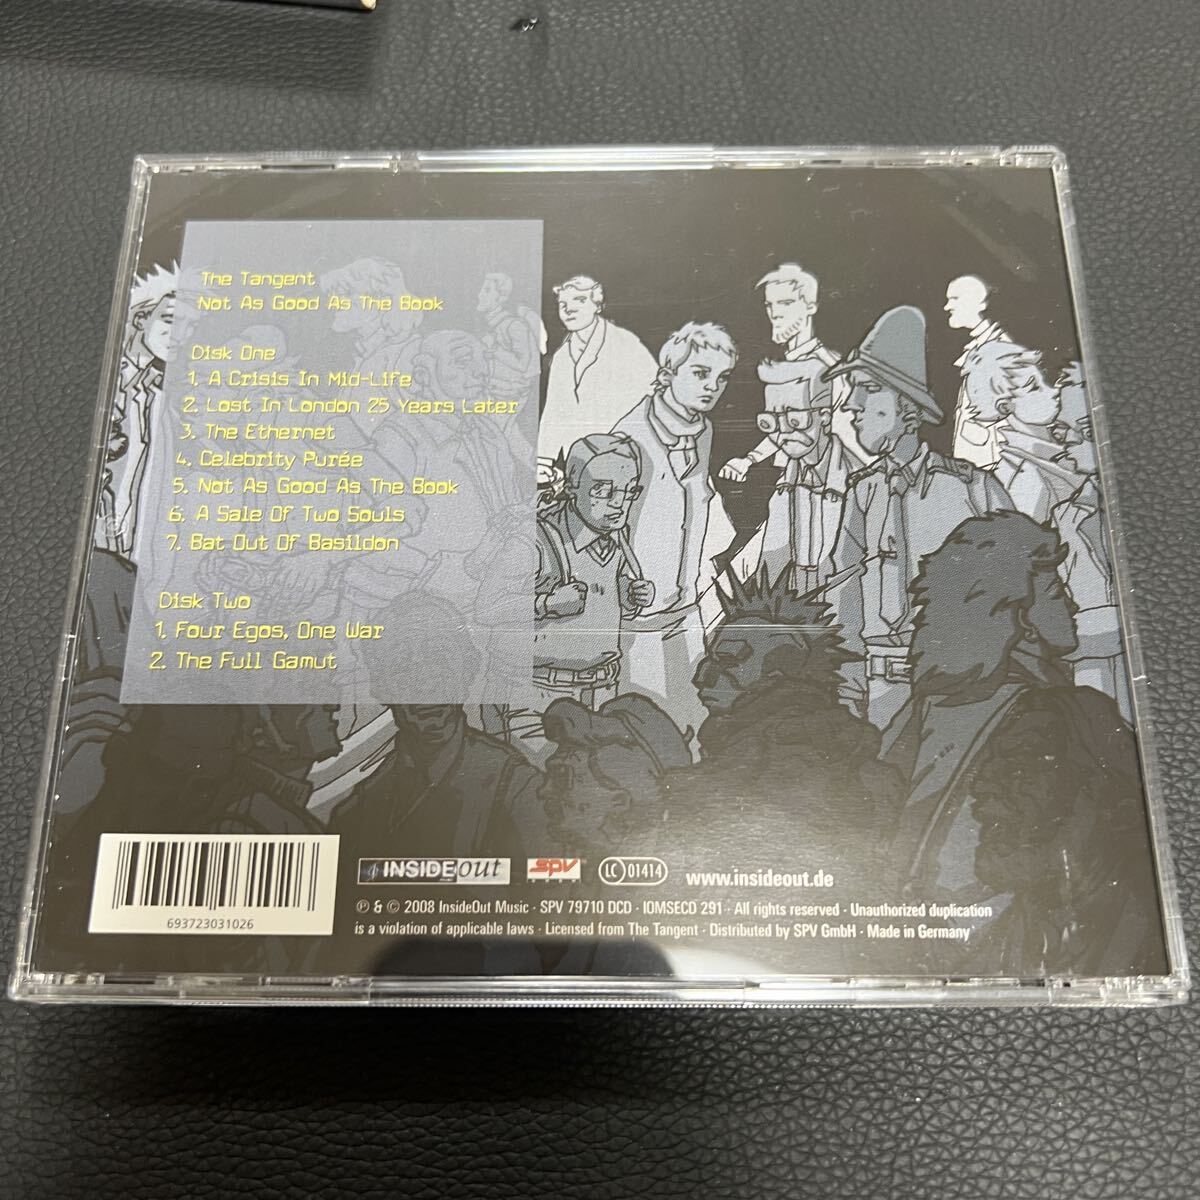 The Tangent
Not As Good As The Book
Disk One
1. A Crisis In Mid-Life
2. Lost In London 25 Years Later
3. The Ethernet
4. Celebrity Purée
5. Not As Good As The Book
6. A Sale Of Two Souls
7. Bat Out Of Basildon
Disk Two
1. Four Egos, One War
2. The Full Gamut
693723031026
INSIDEout
SPV
LC 01414
www.insideout.de
℗ & © 2008 InsideOut Music · SPV 79710 DCD · IOMSECD 291 · All rights reserved · Unauthorized duplication
is a violation of applicable laws · Licensed from The Tangent · Distributed by SPV GmbH · Made in Germany